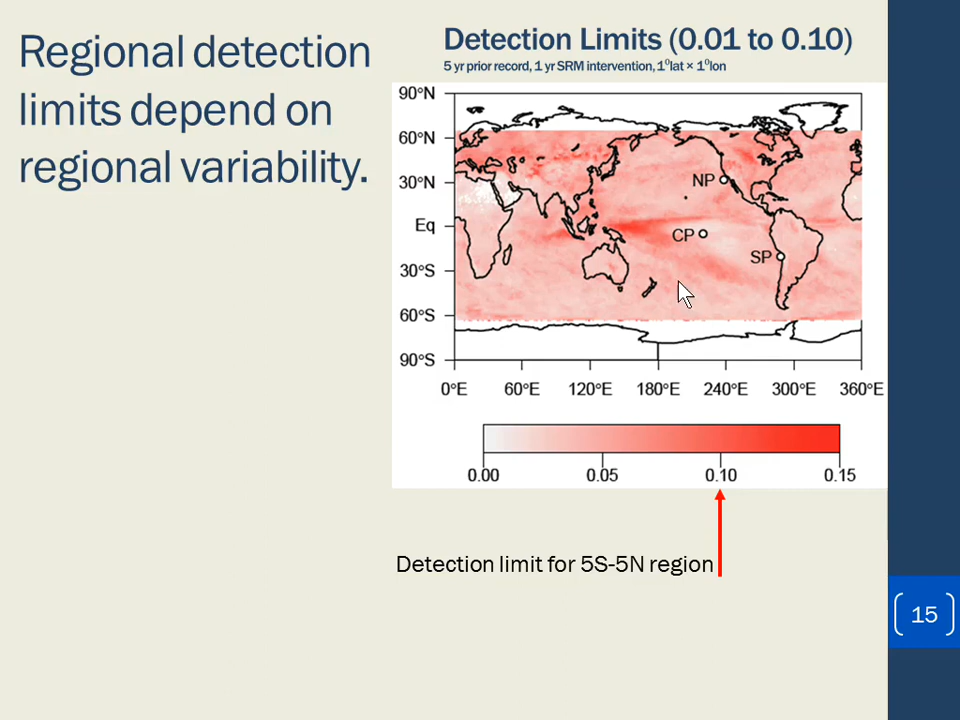 Regional detection
limits depend on
regional variability.
Detection Limits (0.01 to 0.10)
5 yr prior record, 1 yr SRM intervention, 1⁰lat × 1⁰lon
90°N
60°N
30°N
Eq
30°S
60°S
90°S
NP
CP
SP
0°E 60°E 120°E 180°E 240°E 300°E 360°E
0.00 0.05 0.10 0.15
Detection limit for 5S-5N region
15